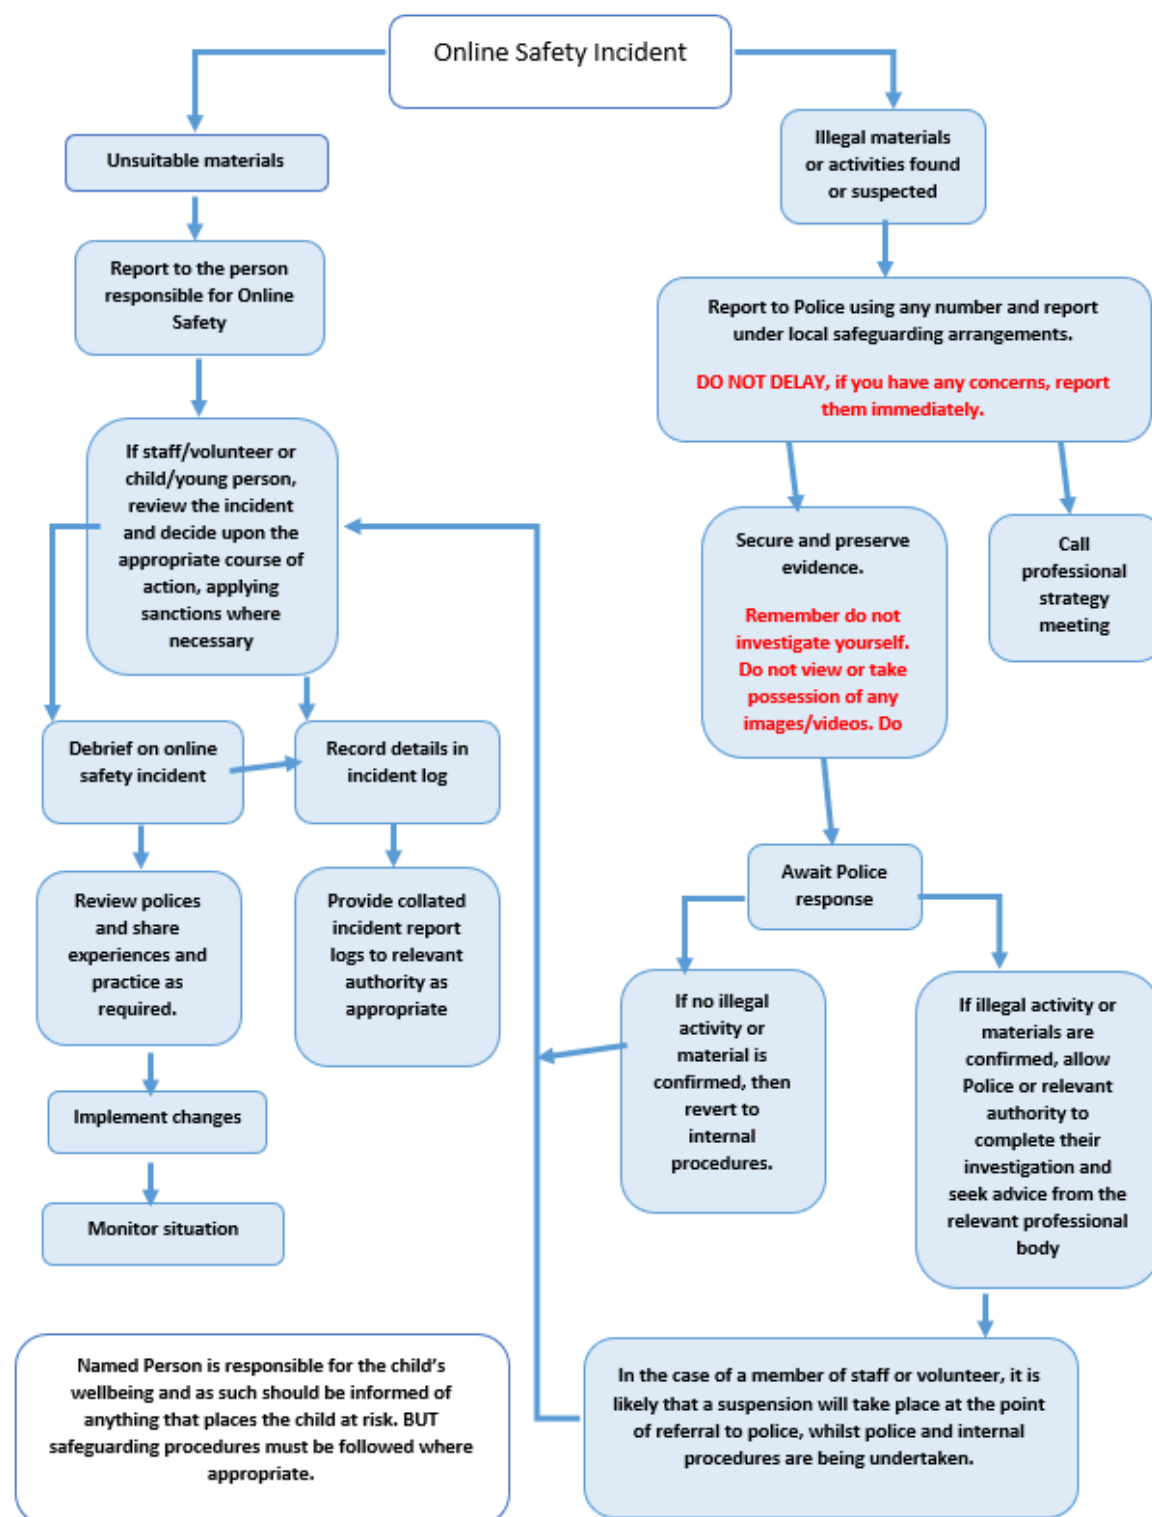 Online Safety Incident
Unsuitable materials
Report to the person
responsible for Online
Safety
If staff/volunteer or
child/young person,
review the incident
and decide upon the
appropriate course of
action, applying
sanctions where
necessary
Debrief on online
safety incident
Record details in
incident log
Review polices
and share
experiences and
practice as
required.
Provide collated
incident report
logs to relevant
authority as
appropriate
Implement changes
Monitor situation
Illegal materials
or activities found
or suspected
Report to Police using any number and report
under local safeguarding arrangements.
DO NOT DELAY, if you have any concerns, report
them immediately.
Secure and preserve
evidence.
Remember do not
investigate yourself.
Do not view or take
possession of any
images/videos. Do
Call
professional
strategy
meeting
Await Police
response
If no illegal
activity or
material is
confirmed, then
revert to
internal
procedures.
If illegal activity or
materials are
confirmed, allow
Police or relevant
authority to
complete their
investigation and
seek advice from the
relevant professional
body
In the case of a member of staff or volunteer, it is
likely that a suspension will take place at the point
of referral to police, whilst police and internal
procedures are being undertaken.
Named Person is responsible for the child’s
wellbeing and as such should be informed of
anything that places the child at risk. BUT
safeguarding procedures must be followed where
appropriate.